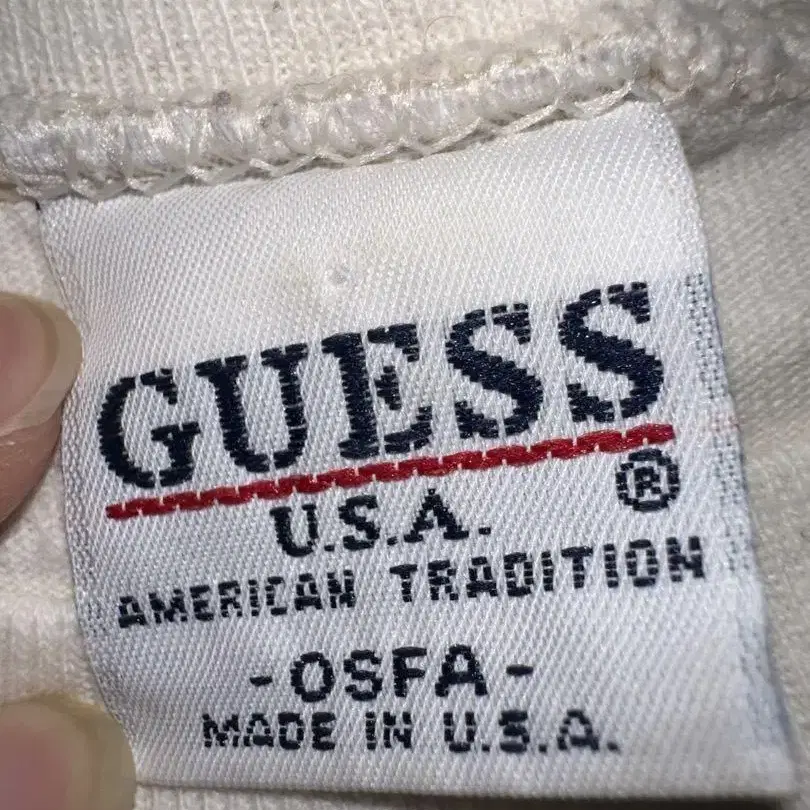 GUESS
®
U.S.A.
AMERICAN TRADITION
-OSFA-
MADE IN U.S.A.